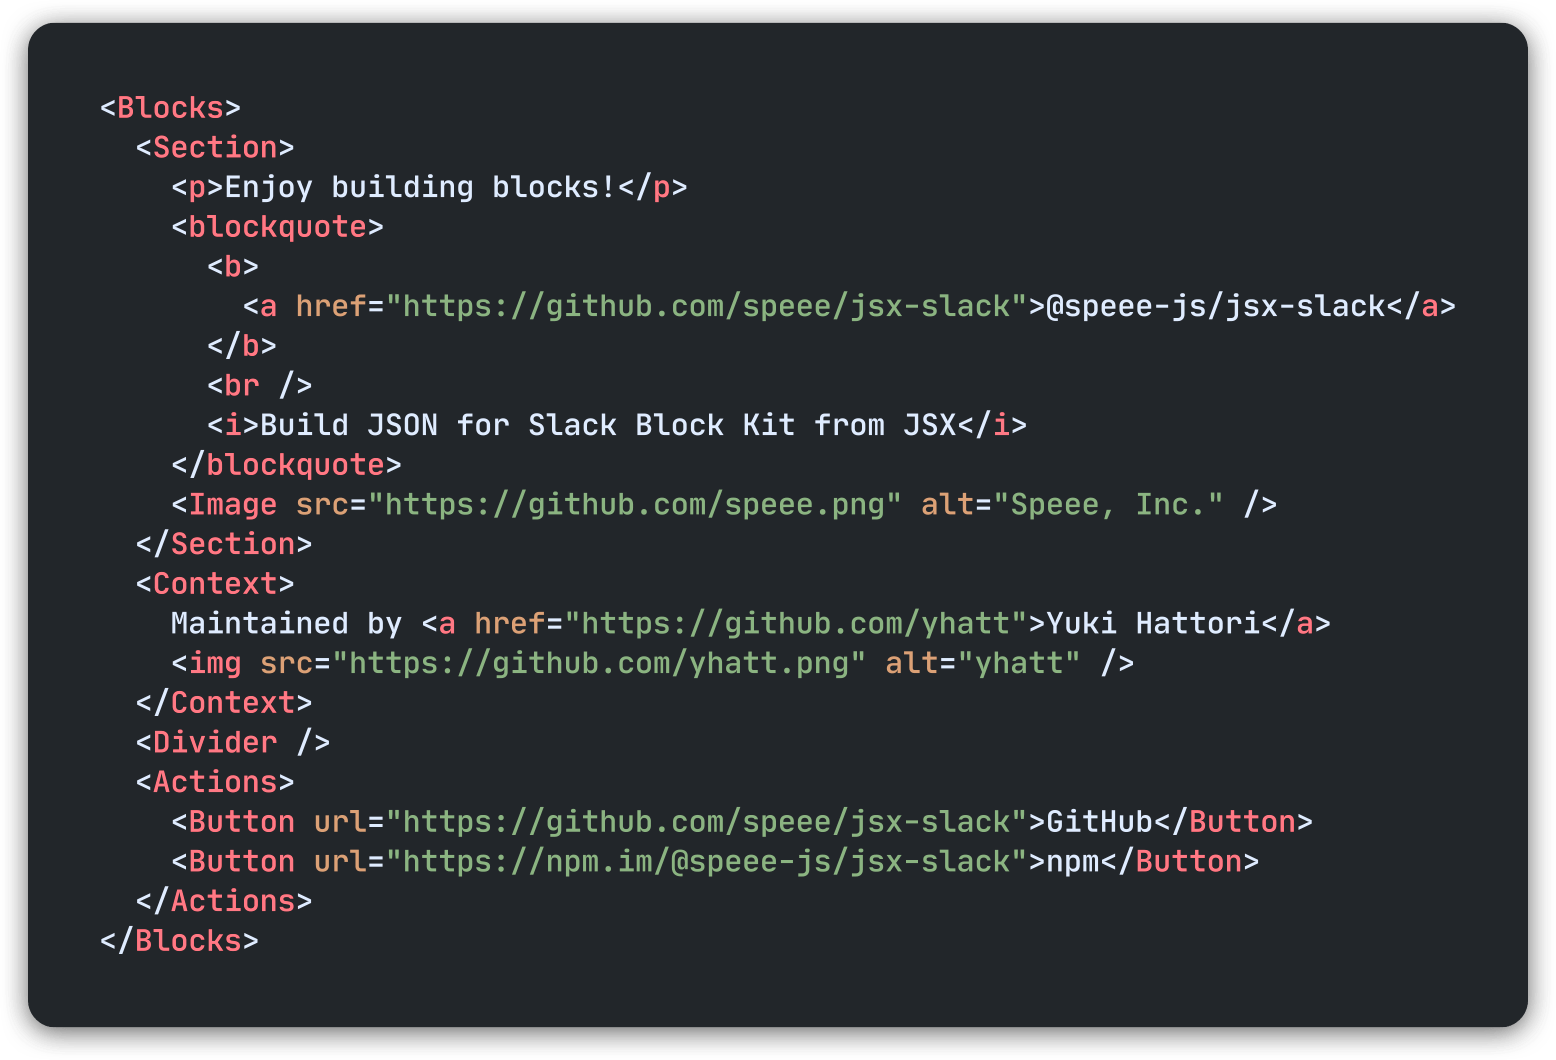 <Blocks>
  <Section>
    <p>Enjoy building blocks!</p>
    <blockquote>
      <b>
        <a href="https://github.com/speee/jsx-slack">@speee-js/jsx-slack</a>
      </b>
      <br />
      <i>Build JSON for Slack Block Kit from JSX</i>
    </blockquote>
    <Image src="https://github.com/speee.png" alt="Speee, Inc." />
  </Section>
  <Context>
    Maintained by <a href="https://github.com/yhatt">Yuki Hattori</a>
    <img src="https://github.com/yhatt.png" alt="yhatt" />
  </Context>
  <Divider />
  <Actions>
    <Button url="https://github.com/speee/jsx-slack">GitHub</Button>
    <Button url="https://npm.im/@speee-js/jsx-slack">npm</Button>
  </Actions>
</Blocks>